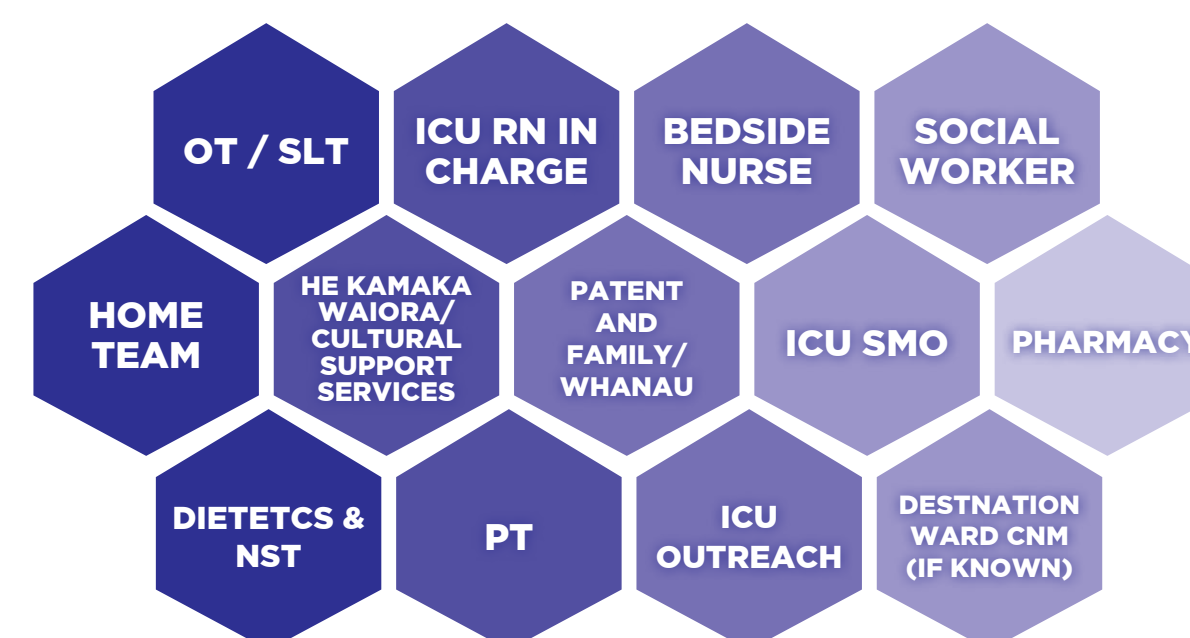 OT / SLT
ICU RN IN
CHARGE
BEDSIDE
NURSE
SOCIAL
WORKER
HOME
TEAM
HE KAMAKA
WAIORA/
CULTURAL
SUPPORT
SERVICES
PATENT
AND
FAMILY/
WHANAU
ICU SMO
PHARMACY
DIETETCS &
NST
PT
ICU
OUTREACH
DESTNATION
WARD CNM
(IF KNOWN)